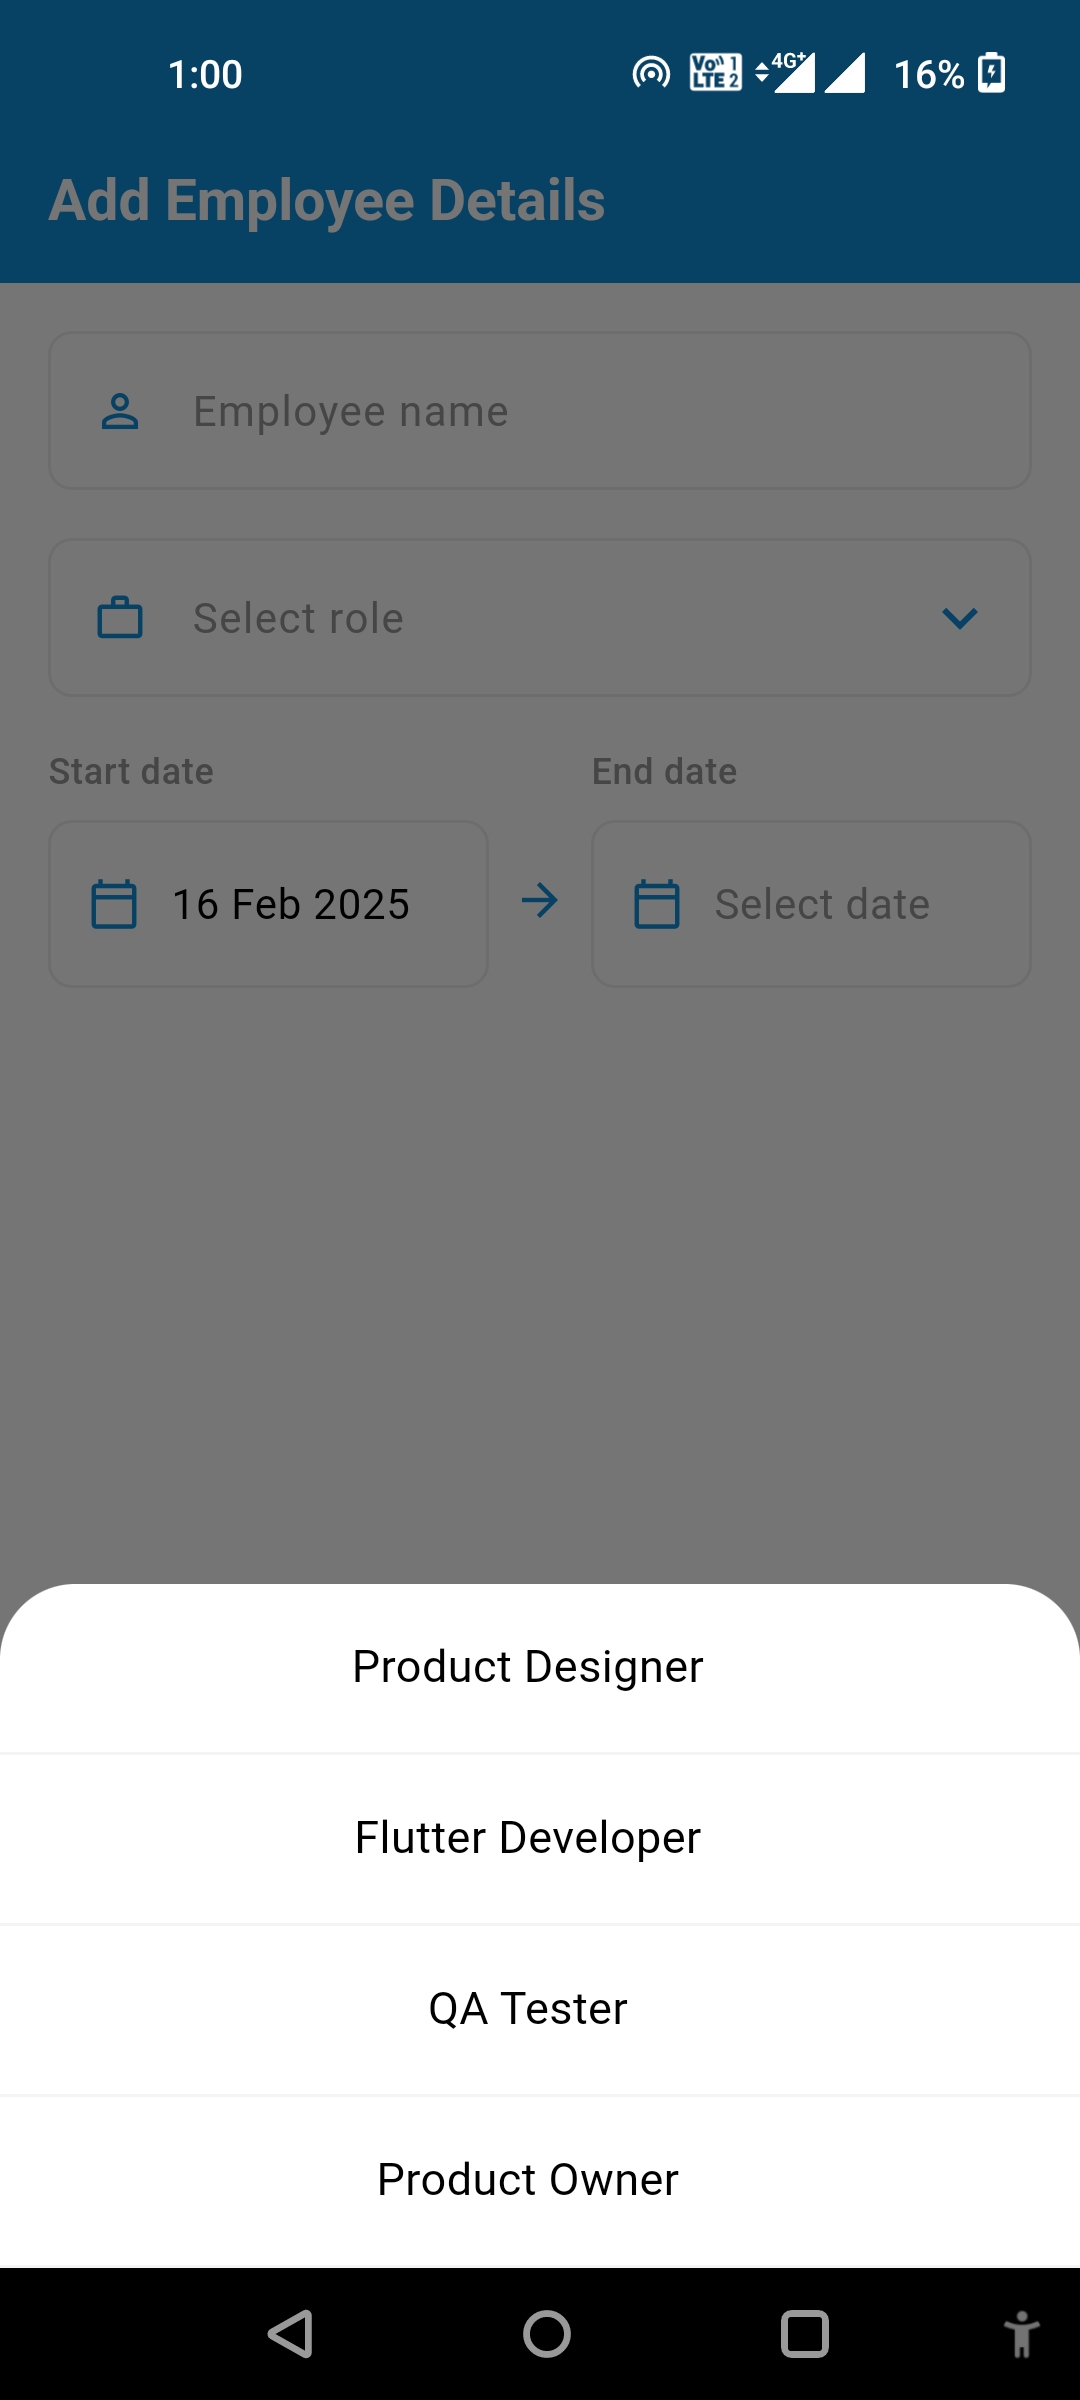 1:00 Vo LTE 1 2 4G+ 16%
Add Employee Details
Employee name
Select role
Start date End date
16 Feb 2025 Select date
Product Designer
Flutter Developer
QA Tester
Product Owner